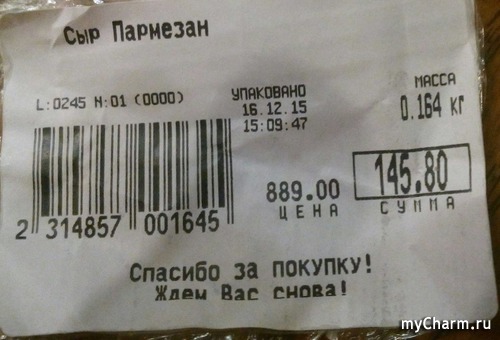 Сыр Пармезан
L:0245 N:01 (0000)
УПАКОВАНО
16.12.15
15:09:47
МАССА
0.164 кг
2 314857 001645
889.00
ЦЕНА
145.80
СУММА
Спасибо за ПОКУПКУ!
Ждем Вас снова!
myCharm.ru